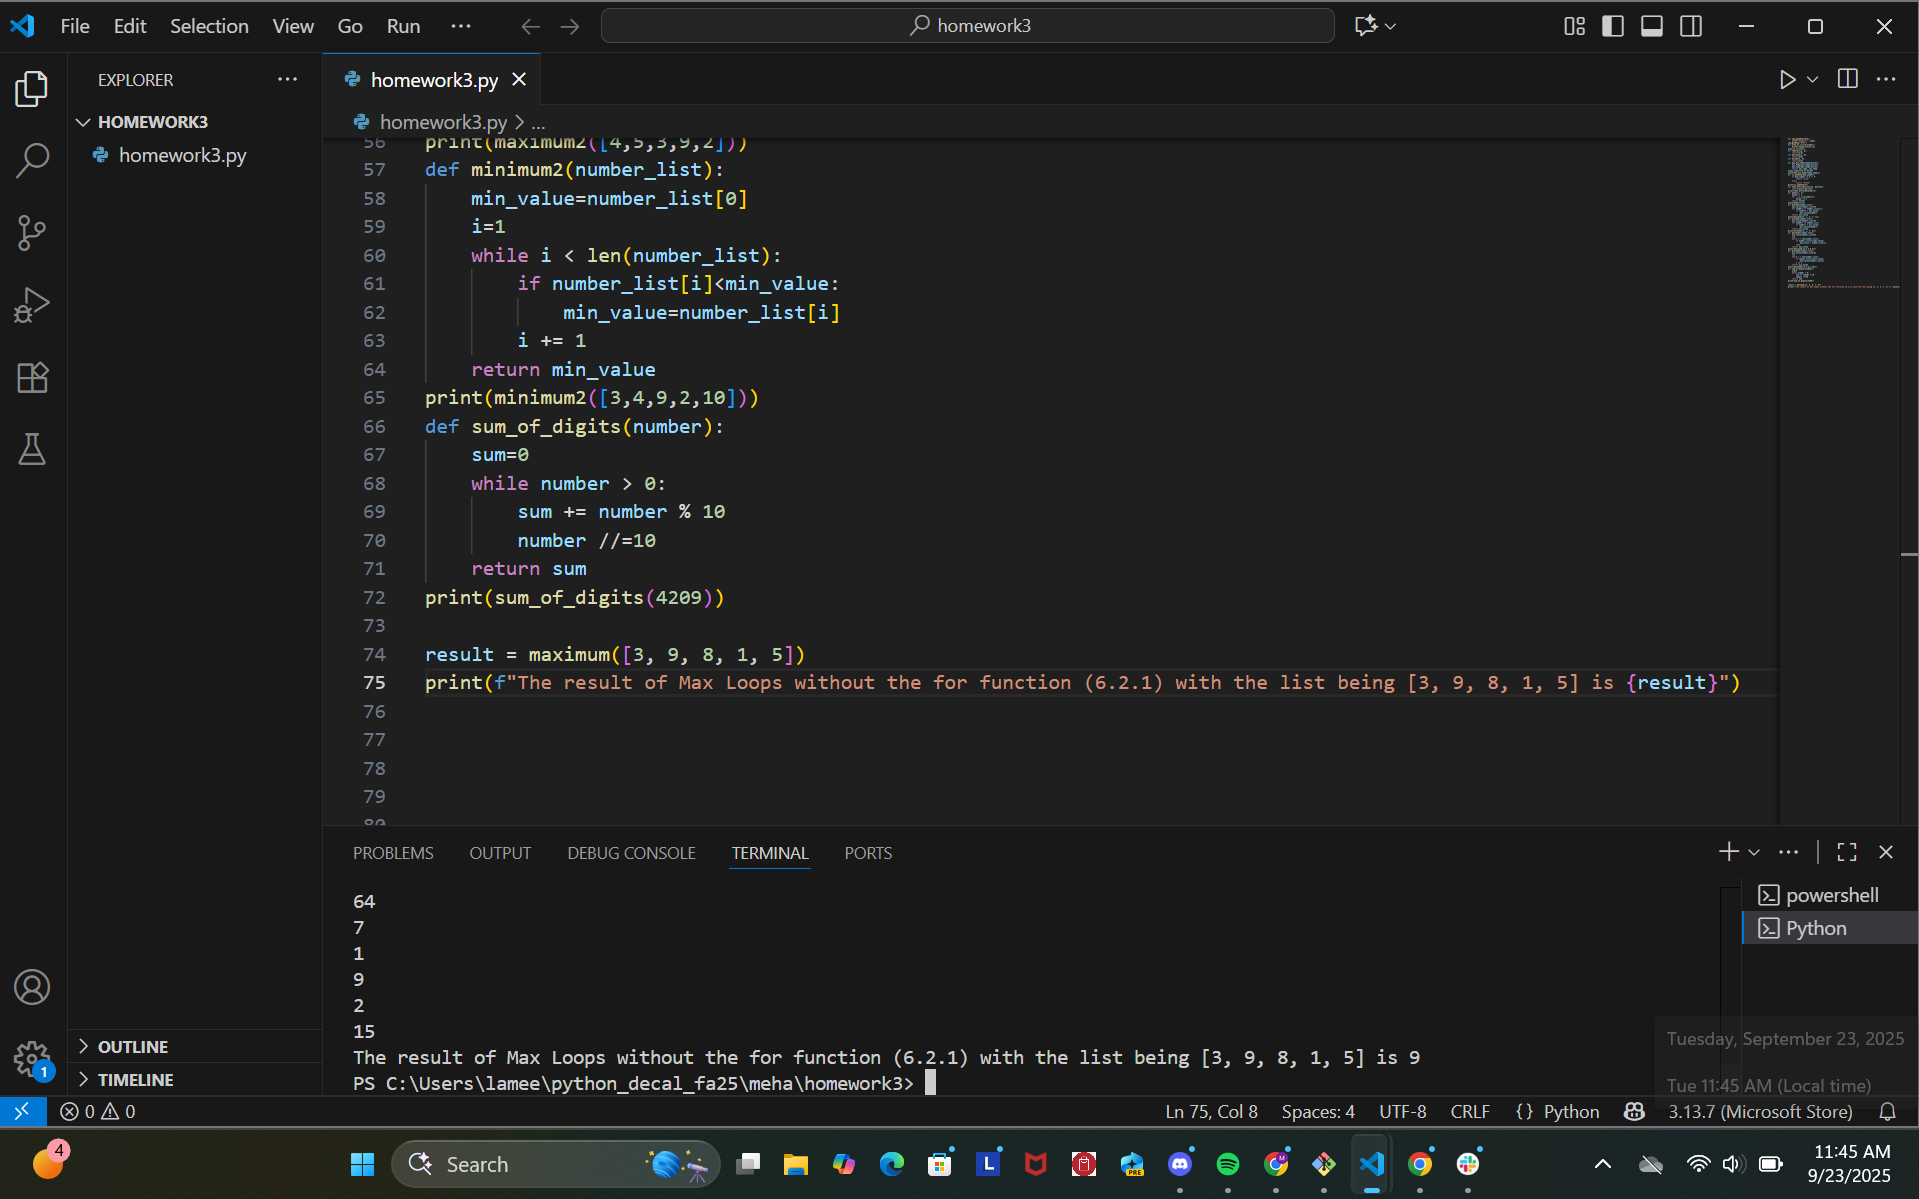 File Edit Selection View Go Run ··· homework3
EXPLORER ···
HOMEWORK3
homework3.py
OUTLINE
TIMELINE
homework3.py
homework3.py > ...
56 print(maximum2([4,5,3,9,2]))
57 def minimum2(number_list):
58 min_value=number_list[0]
59 i=1
60 while i < len(number_list):
61 if number_list[i]<min_value:
62 min_value=number_list[i]
63 i += 1
64 return min_value
65 print(minimum2([3,4,9,2,10]))
66 def sum_of_digits(number):
67 sum=0
68 while number > 0:
69 sum += number % 10
70 number //=10
71 return sum
72 print(sum_of_digits(4209))
73
74 result = maximum([3, 9, 8, 1, 5])
75 print(f"The result of Max Loops without the for function (6.2.1) with the list being [3, 9, 8, 1, 5] is {result}")
76
77
78
79
80
PROBLEMS OUTPUT DEBUG CONSOLE TERMINAL PORTS
64
7
1
9
2
15
The result of Max Loops without the for function (6.2.1) with the list being [3, 9, 8, 1, 5] is 9
PS C:\Users\lamee\python_decal_fa25\meha\homework3>
powershell
Python
Tuesday, September 23, 2025
Tue 11:45 AM (Local time)
1
0 0 Ln 75, Col 8 Spaces: 4 UTF-8 CRLF {} Python 3.13.7 (Microsoft Store)
4 Search L PRE M 11:45 AM
9/23/2025